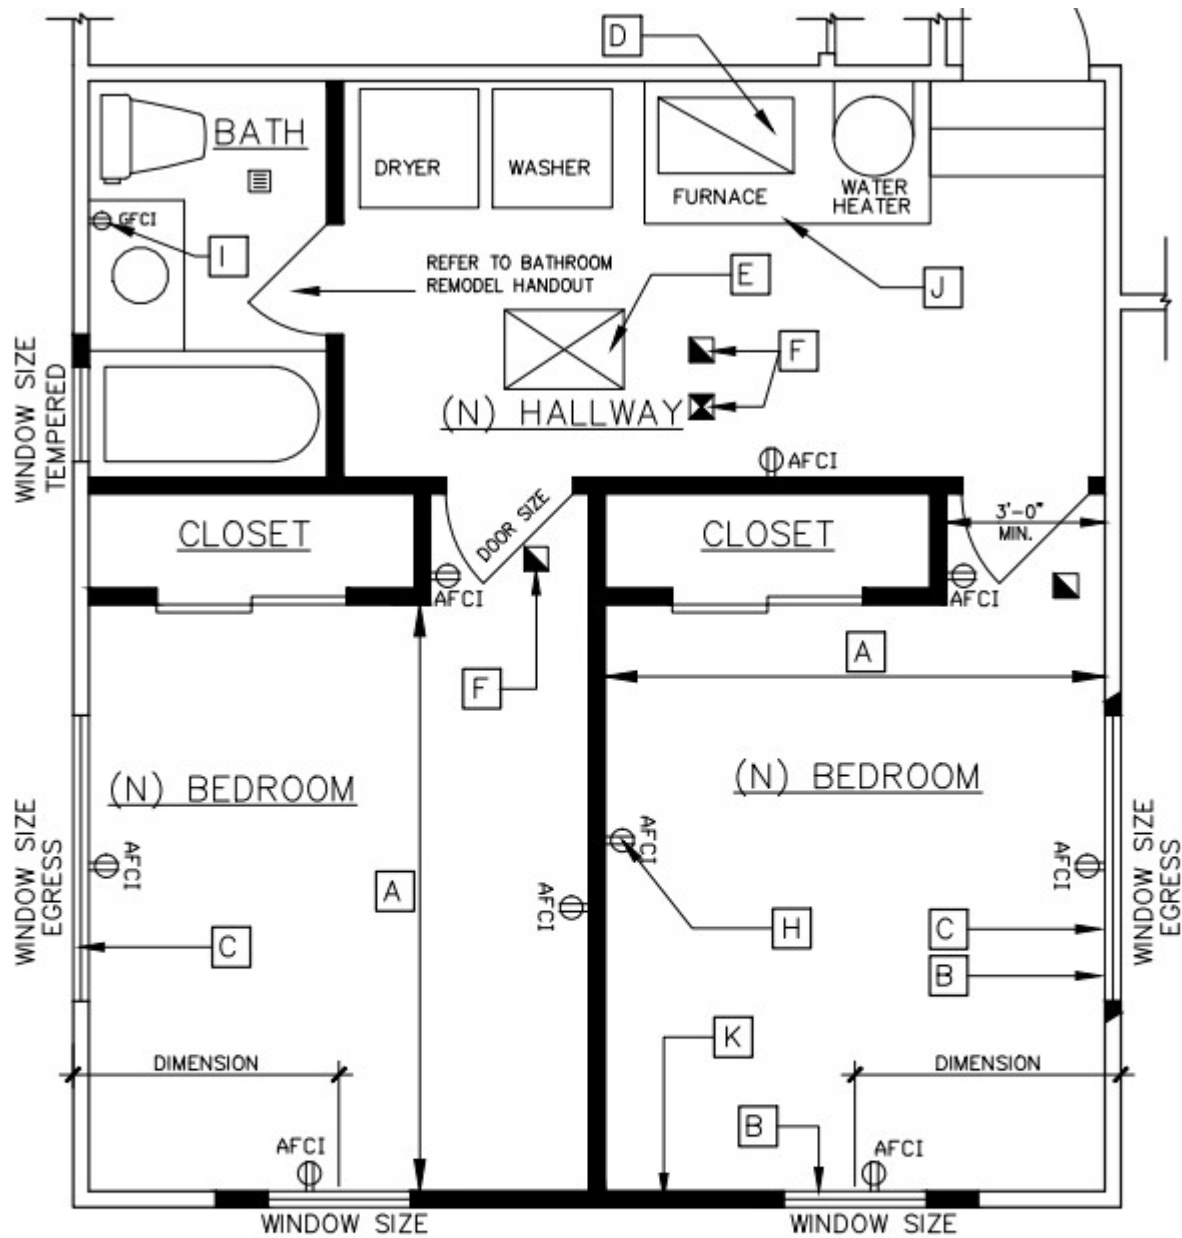 D
BATH
DRYER
WASHER
FURNACE
WATER
HEATER
GFCI
I
REFER TO BATHROOM
REMODEL HANDOUT
E
J
F
WINDOW SIZE
TEMPERED
(N) HALLWAY
AFCI
CLOSET
DOOR SIZE
CLOSET
3'-0"
MIN.
AFCI
AFCI
A
F
(N) BEDROOM
(N) BEDROOM
WINDOW SIZE
EGRESS
AFCI
A
AFCI
AFCI
H
AFCI
C
C
B
WINDOW SIZE
EGRESS
K
DIMENSION
DIMENSION
B
AFCI
AFCI
WINDOW SIZE
WINDOW SIZE